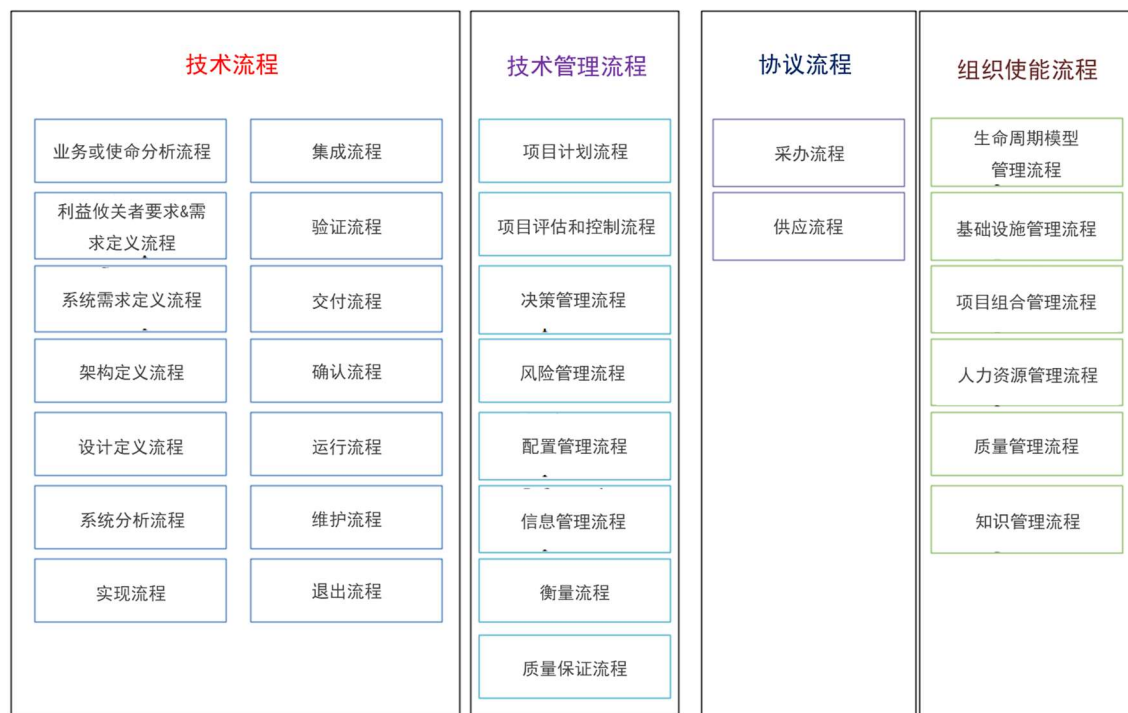 技术流程
业务或使命分析流程
利益攸关者要求&需
求定义流程
系统需求定义流程
架构定义流程
设计定义流程
系统分析流程
实现流程
集成流程
验证流程
交付流程
确认流程
运行流程
维护流程
退出流程
技术管理流程
项目计划流程
项目评估和控制流程
决策管理流程
风险管理流程
配置管理流程
信息管理流程
衡量流程
质量保证流程
协议流程
采办流程
供应流程
组织使能流程
生命周期模型
管理流程
基础设施管理流程
项目组合管理流程
人力资源管理流程
质量管理流程
知识管理流程